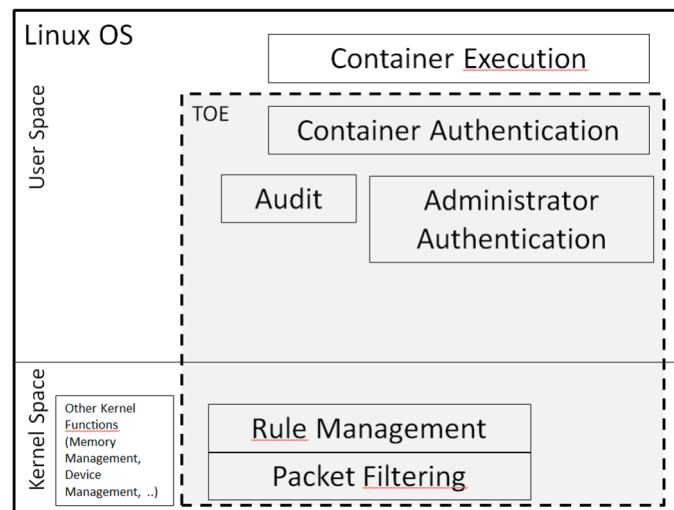 Linux OS
Container Execution
User Space
TOE
Container Authentication
Audit
Administrator
Authentication
Kernel Space
Other Kernel
Functions
(Memory
Management,
Device
Management, ..)
Rule Management
Packet Filtering